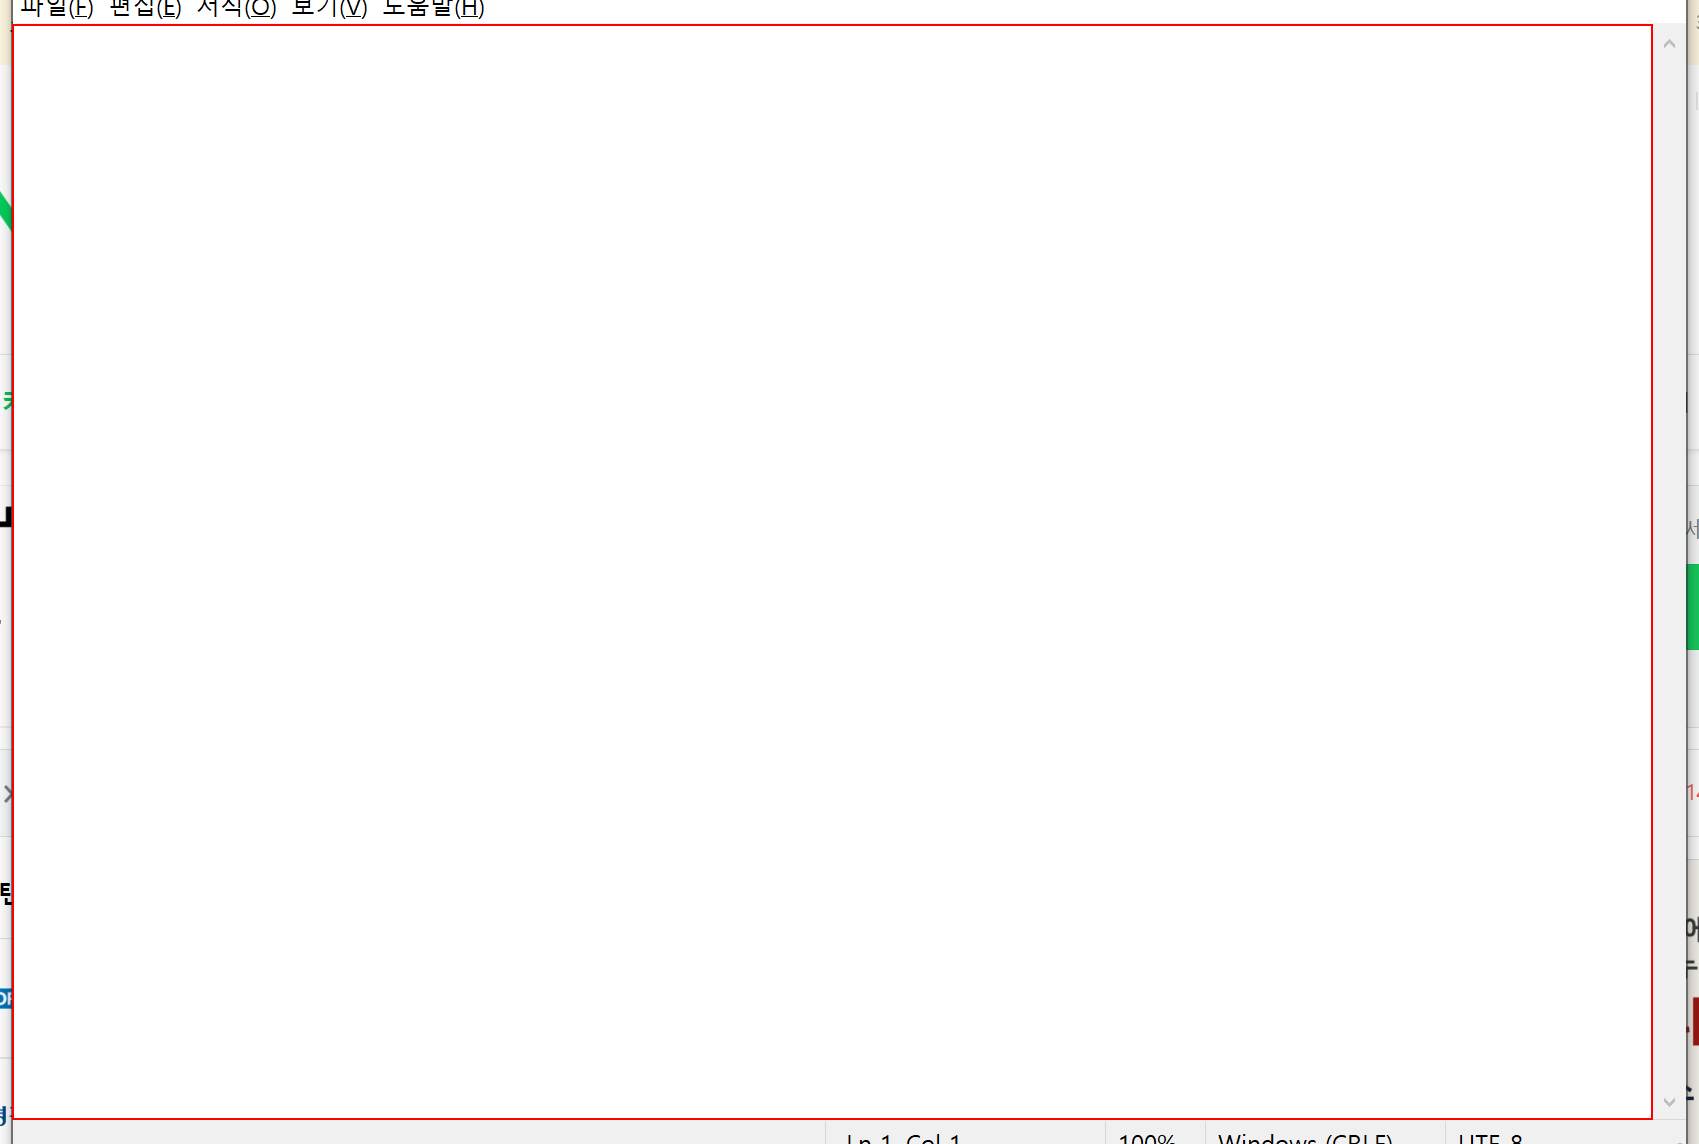 파일(F) 편집(E) 서식(O) 보기(V) 도움말(H)
Ln 1, Col 1 100% Windows (CRLF) UTF-8